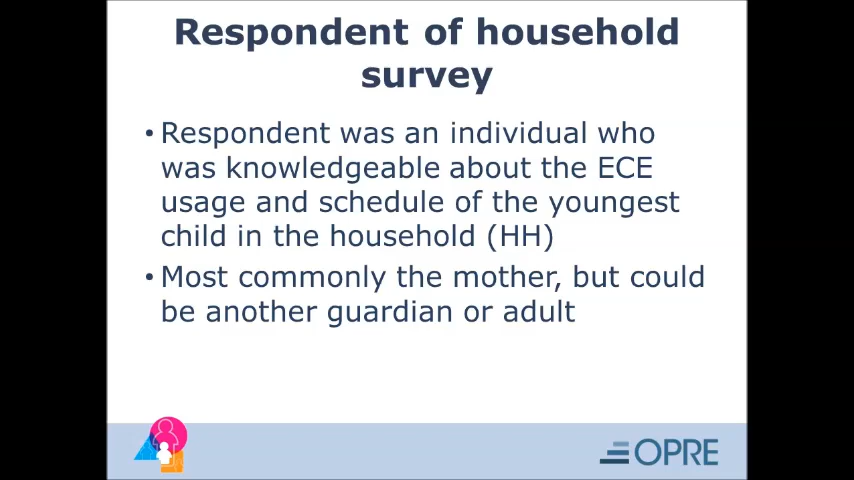 Respondent of household
survey
• Respondent was an individual who
was knowledgeable about the ECE
usage and schedule of the youngest
child in the household (HH)
• Most commonly the mother, but could
be another guardian or adult
OPRE